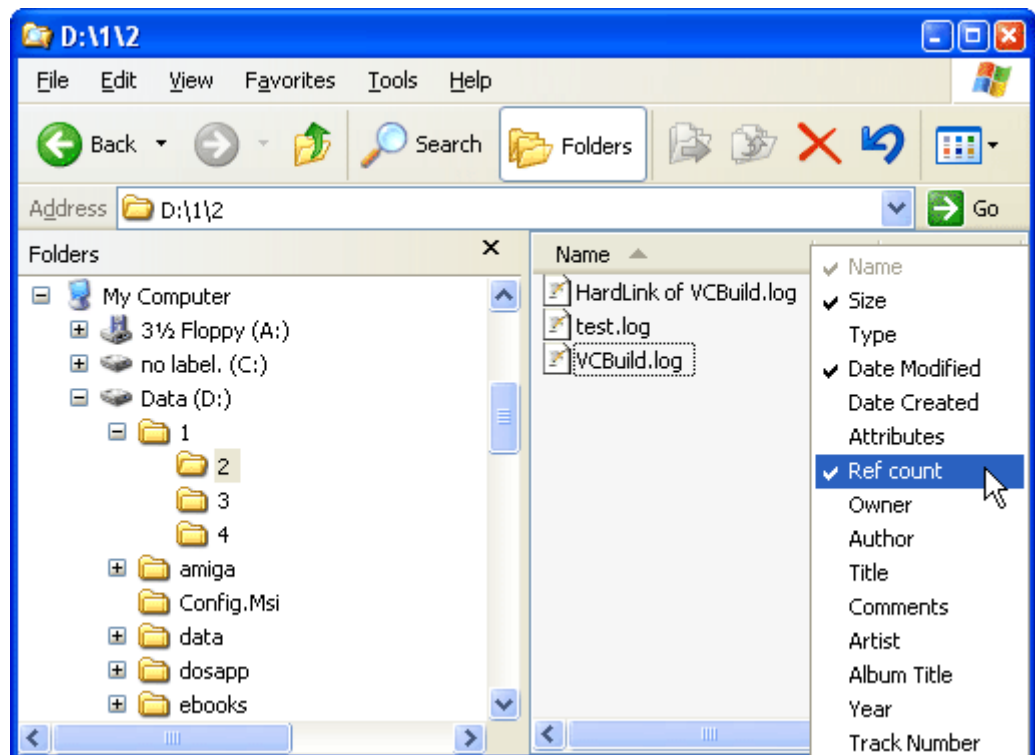 D:\1\2
File Edit View Favorites Tools Help
Back Search Folders
Address D:\1\2 Go
Folders
My Computer
3½ Floppy (A:)
no label. (C:)
Data (D:)
1
2
3
4
amiga
Config.Msi
data
dosapp
ebooks
Name
HardLink of VCBuild.log
test.log
VCBuild.log
Name
Size
Type
Date Modified
Date Created
Attributes
Ref count
Owner
Author
Title
Comments
Artist
Album Title
Year
Track Number